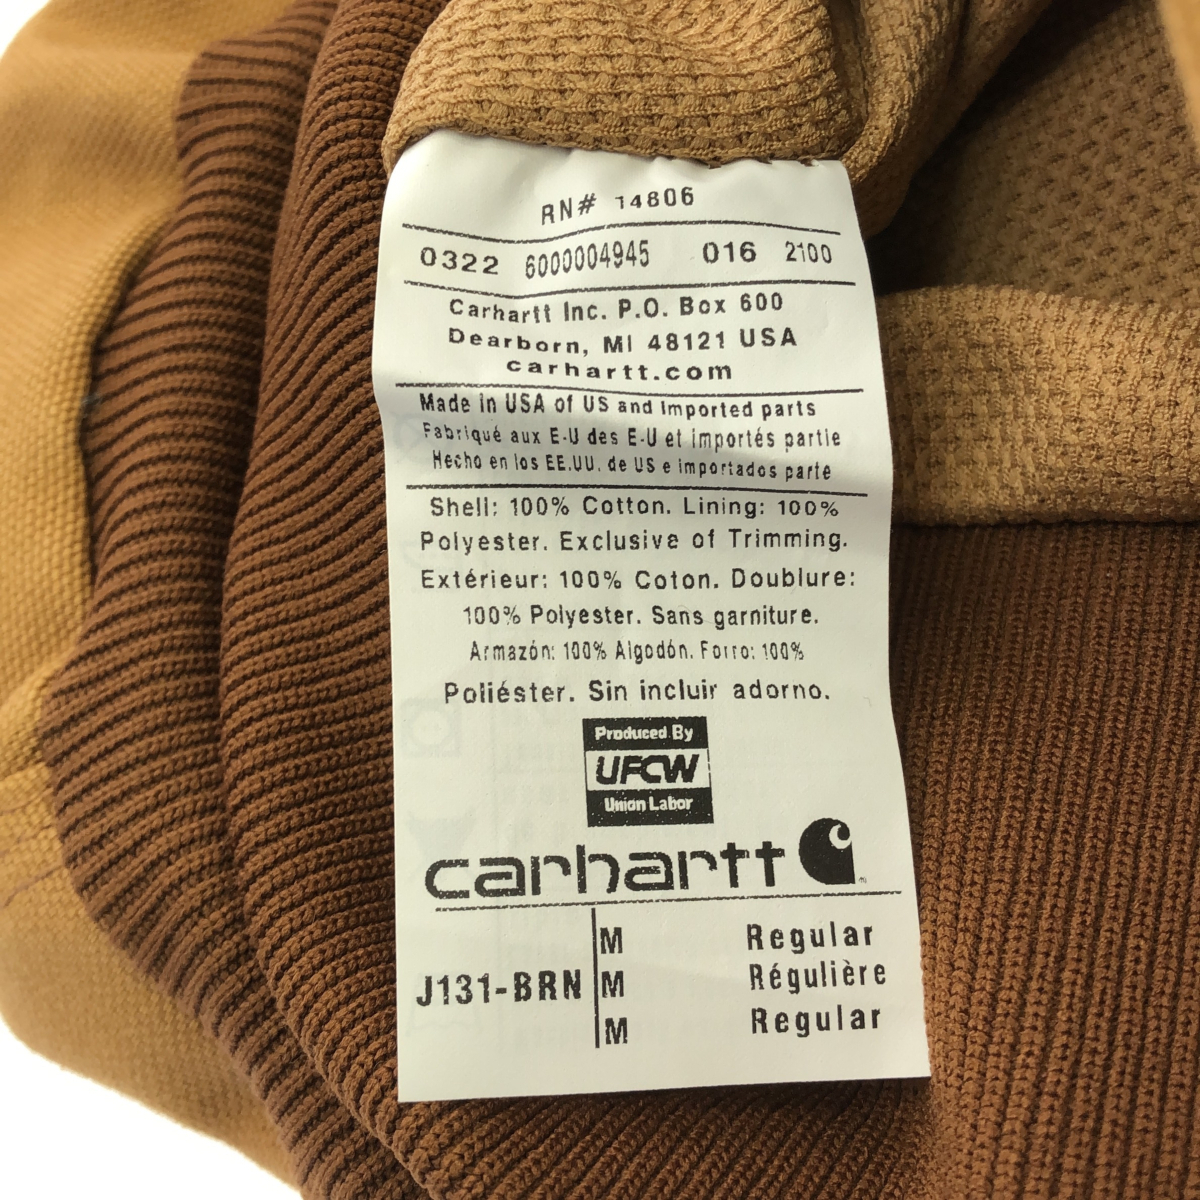 RN# 14806
0322 6000004945 016 2100
Carhartt Inc. P.O. Box 600
Dearborn, MI 48121 USA
carhartt.com
Made in USA of US and Imported parts
Fabriqué aux E-U des E-U et importés partie
Hecho en los EE.UU. de US e importados parte
Shell: 100% Cotton. Lining: 100%
Polyester. Exclusive of Trimming.
Extérieur: 100% Coton. Doublure:
100% Polyester. Sans garniture.
Armazón: 100% Algodón. Forro: 100%
Poliéster. Sin incluir adorno.
Produced By
UFCW
Union Labor
carhartt
J131-BRN
M Regular
M Régulière
M Regular